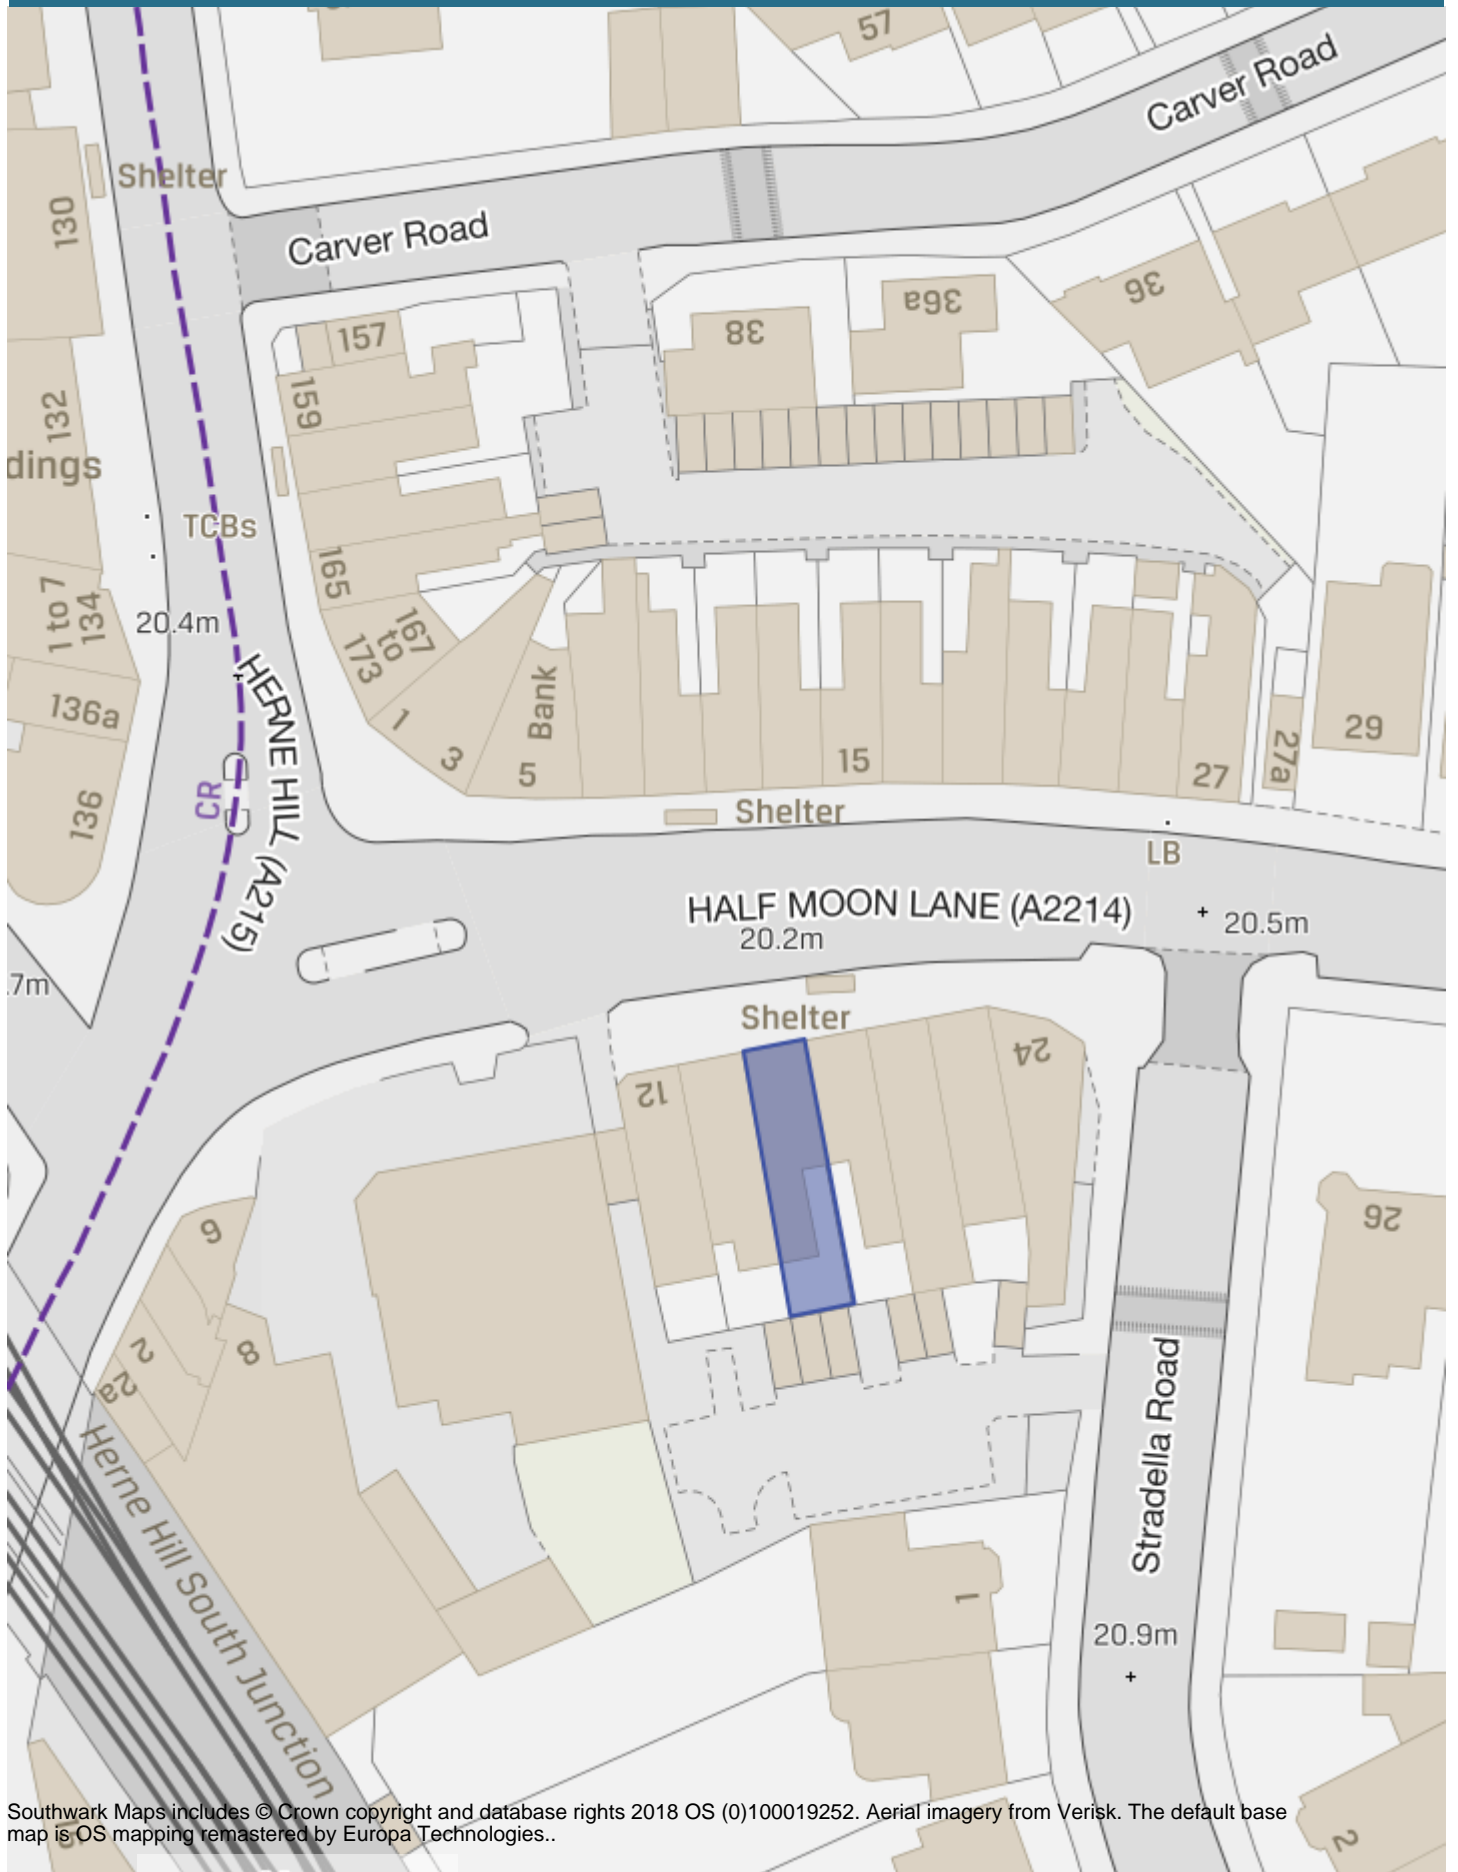 57
Carver Road
Shelter
130
Carver Road
36
36a
38
157
159
132
dings
TCBs
165
1 to 7
134
20.4m
167
to
173
136a
1
3
Bank
5
15
27
27a
29
HERNE HILL (A215)
CR
136
Shelter
LB
HALF MOON LANE (A2214)
20.2m
20.5m
.7m
Shelter
24
12
6
26
8
2
2a
Stradella Road
Herne Hill South Junction
1
20.9m
15
2
Southwark Maps includes © Crown copyright and database rights 2018 OS (0)100019252. Aerial imagery from Verisk. The default base
map is OS mapping remastered by Europa Technologies..